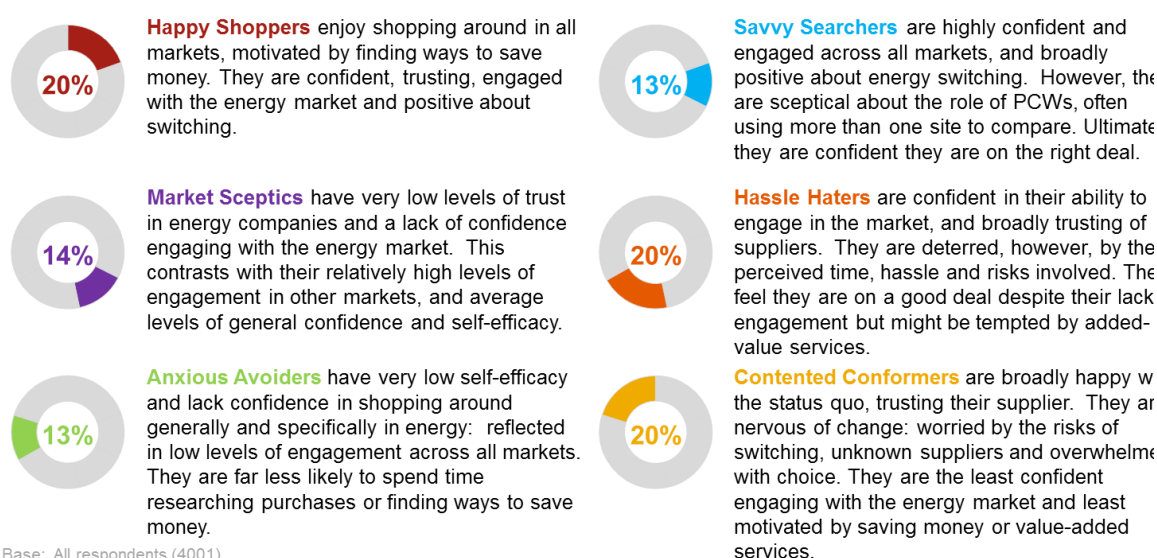 20%
Happy Shoppers enjoy shopping around in all
markets, motivated by finding ways to save
money. They are confident, trusting, engaged
with the energy market and positive about
switching.
13%
Savvy Searchers are highly confident and
engaged across all markets, and broadly
positive about energy switching. However, the
are sceptical about the role of PCWs, often
using more than one site to compare. Ultimate
they are confident they are on the right deal.
14%
Market Sceptics have very low levels of trust
in energy companies and a lack of confidence
engaging with the energy market. This
contrasts with their relatively high levels of
engagement in other markets, and average
levels of general confidence and self-efficacy.
20%
Hassle Haters are confident in their ability to
engage in the market, and broadly trusting of
suppliers. They are deterred, however, by the
perceived time, hassle and risks involved. The
feel they are on a good deal despite their lack
engagement but might be tempted by added-
value services.
13%
Anxious Avoiders have very low self-efficacy
and lack confidence in shopping around
generally and specifically in energy: reflected
in low levels of engagement across all markets.
They are far less likely to spend time
researching purchases or finding ways to save
money.
20%
Contented Conformers are broadly happy w
the status quo, trusting their supplier. They ar
nervous of change: worried by the risks of
switching, unknown suppliers and overwhelme
with choice. They are the least confident
engaging with the energy market and least
motivated by saving money or value-added
services.
Base: All respondents (4001)